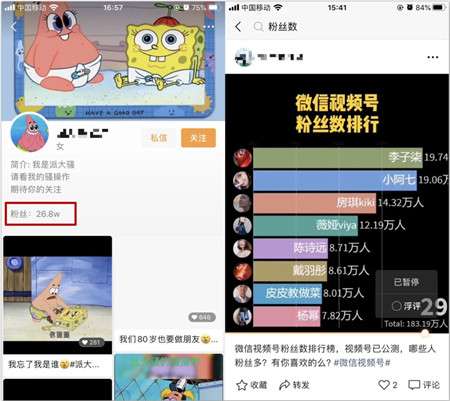 中国移动
16:57
75%
HAVE A GOOD DAY
女
私信
关注
简介: 我是派大骚
请看我的骚操作
期待你的关注
粉丝: 26.8w
261
我忘了我是谁😂#派大...
646
我们80岁也要做朋友😭...
中国移动
15:41
84%
粉丝数
微信视频号
粉丝数排行
李子柒 19.74
小阿七 19.06万
房琪kiki 14.32万人
薇娅viya 12.19万人
陈诗远 8.71万人
戴羽彤 8.61万人
皮皮教做菜 8.01万人
杨幂 7.82万人
已暂停
浮评
29
Total: 183.19万人
微信视频号粉丝数排行榜，视频号已公测，哪些人
粉丝多？有你喜欢的么？#微信视频号#
收藏
转发
2
评论